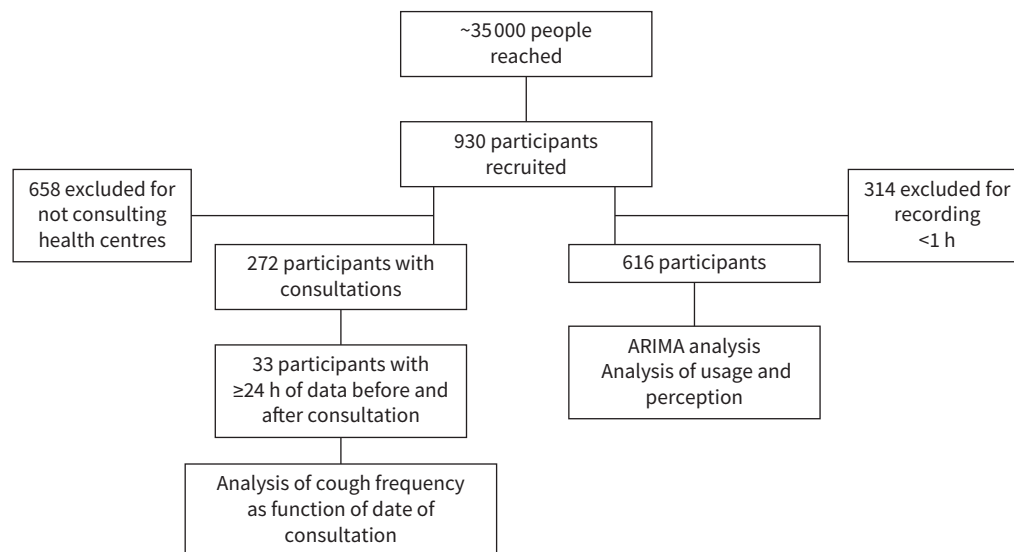 ~35 000 people
reached
930 participants
recruited
658 excluded for
not consulting
health centres
314 excluded for
recording
<1 h
272 participants with
consultations
616 participants
33 participants with
≥24 h of data before and
after consultation
ARIMA analysis
Analysis of usage and
perception
Analysis of cough frequency
as function of date of
consultation